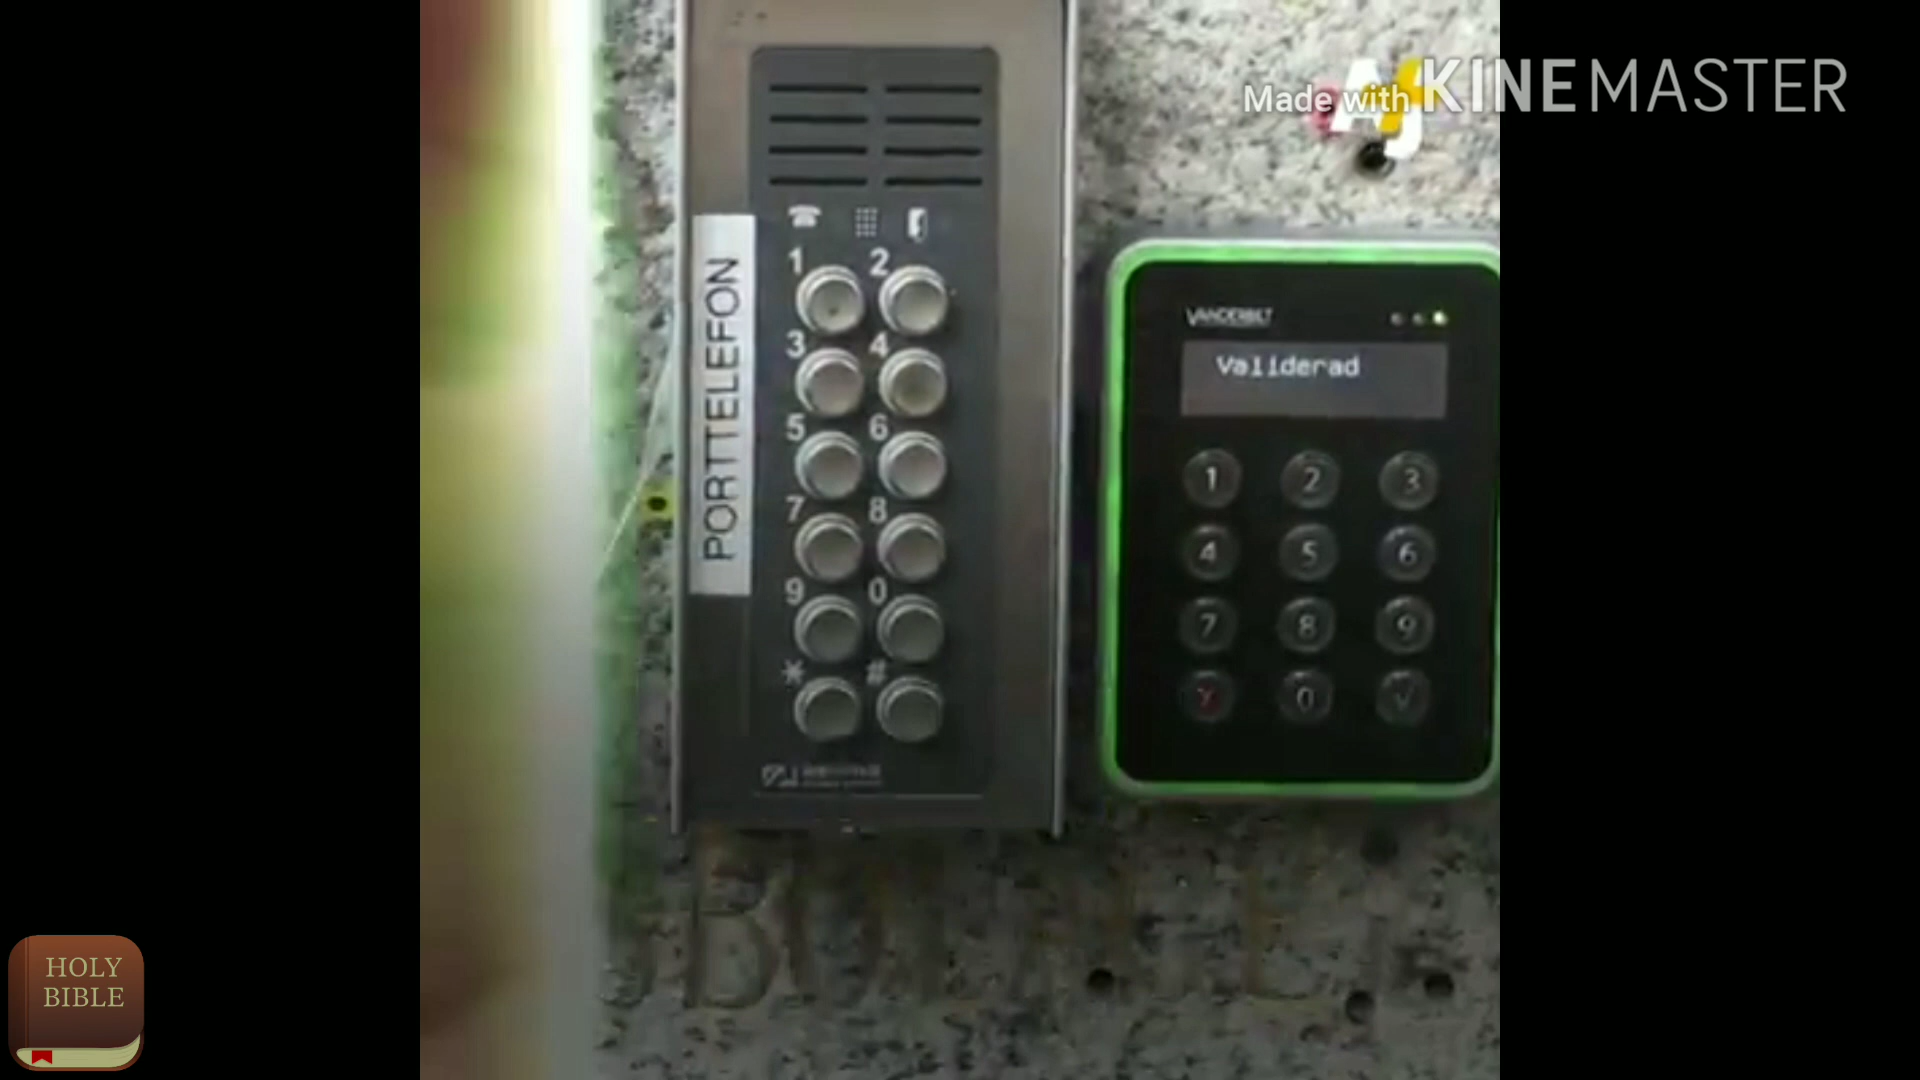 Made with KINEMASTER
AJ
PORTTELEFON
1 2
3 4
5 6
7 8
9 0
* #
VANDERBILT
Validerad
1 2 3
4 5 6
7 8 9
X 0 V
HOLY
BIBLE